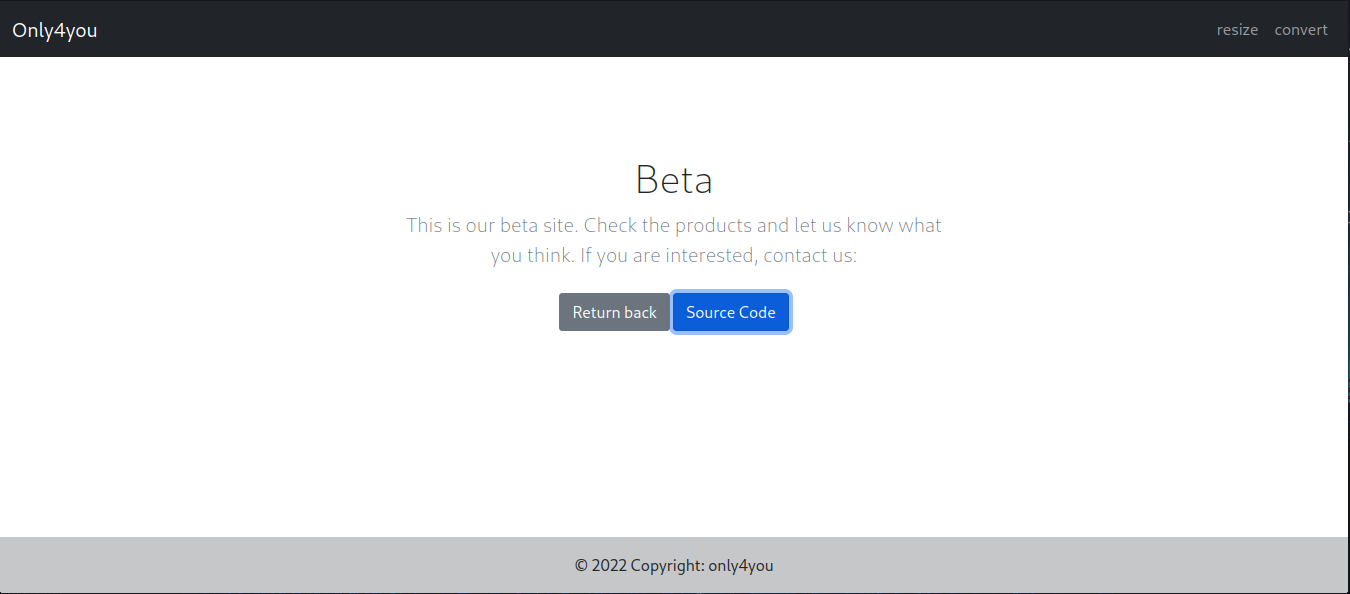 Only4you
resize convert
Beta
This is our beta site. Check the products and let us know what
you think. If you are interested, contact us:
Return back Source Code
© 2022 Copyright: only4you